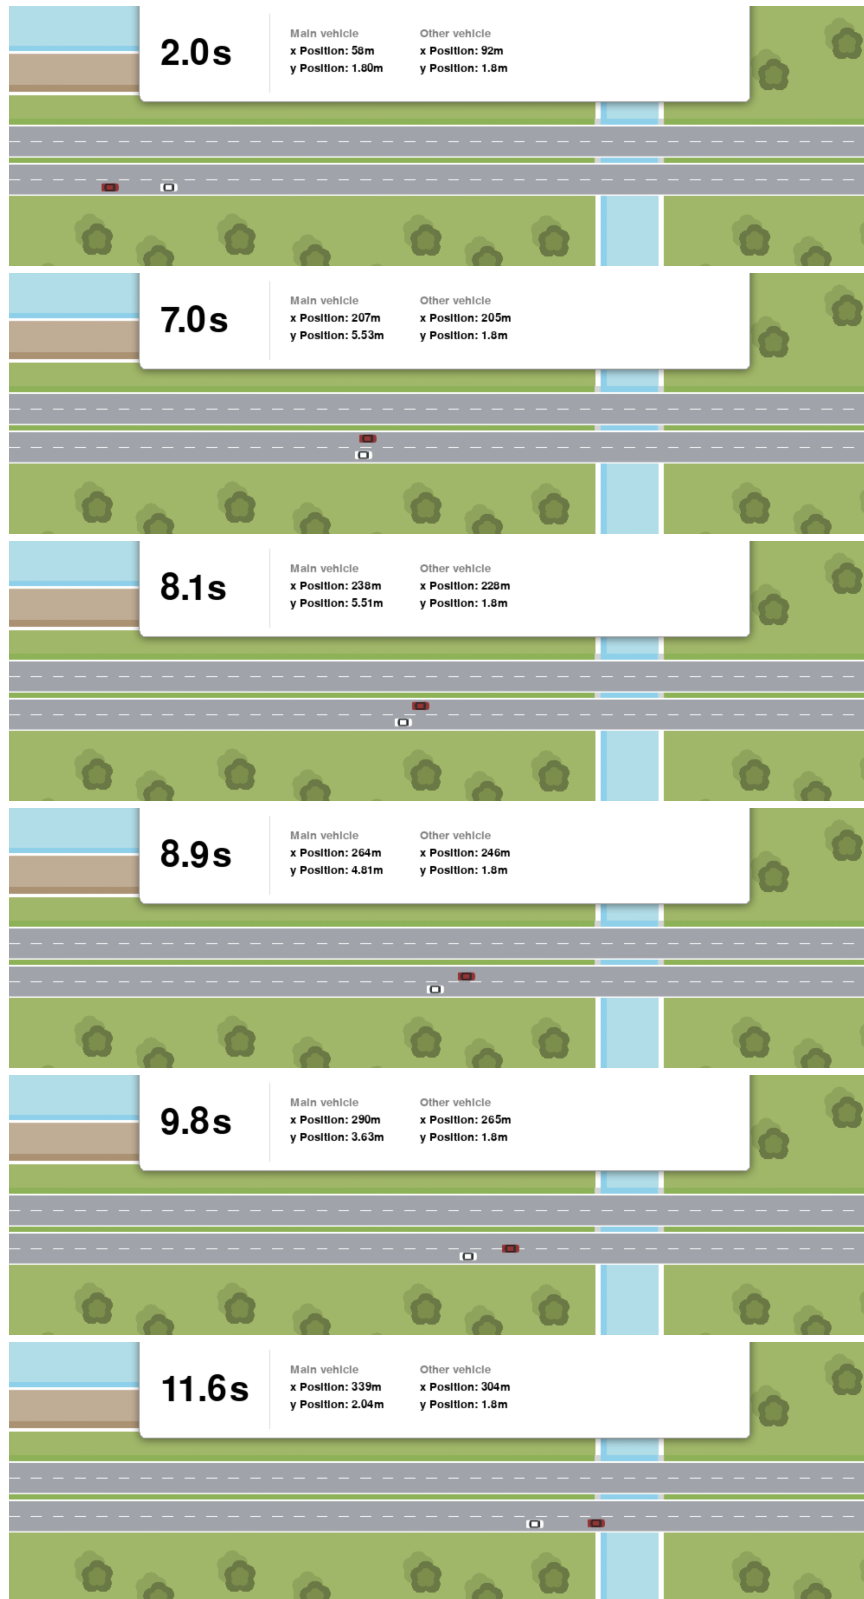 2.0s
Main vehicle
x Position: 58m
y Position: 1.80m
Other vehicle
x Position: 92m
y Position: 1.8m
7.0s
Main vehicle
x Position: 207m
y Position: 5.53m
Other vehicle
x Position: 205m
y Position: 1.8m
8.1s
Main vehicle
x Position: 238m
y Position: 5.51m
Other vehicle
x Position: 228m
y Position: 1.8m
8.9s
Main vehicle
x Position: 264m
y Position: 4.81m
Other vehicle
x Position: 246m
y Position: 1.8m
9.8s
Main vehicle
x Position: 290m
y Position: 3.63m
Other vehicle
x Position: 265m
y Position: 1.8m
11.6s
Main vehicle
x Position: 339m
y Position: 2.04m
Other vehicle
x Position: 304m
y Position: 1.8m